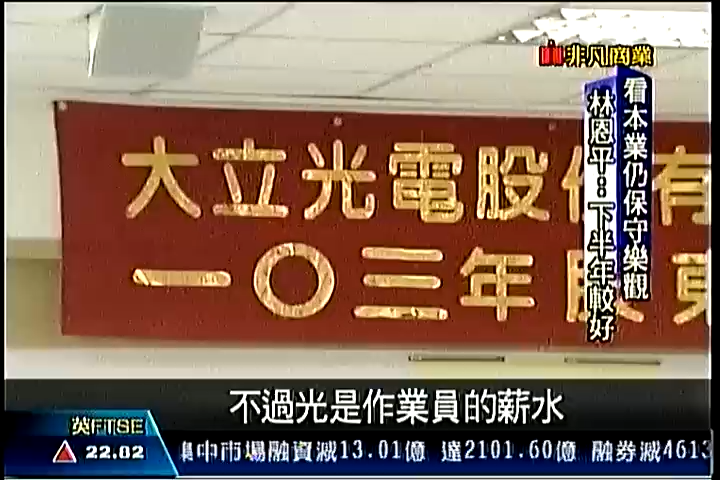 非凡商業
看本業仍保守樂觀
林恩平…下半年較好
大立光電股份有
一〇三年股東
不過光是作業員的薪水
英FTSE
▲ 22.82
集中市場融資減13.01億 達2101.60億 融券減4613